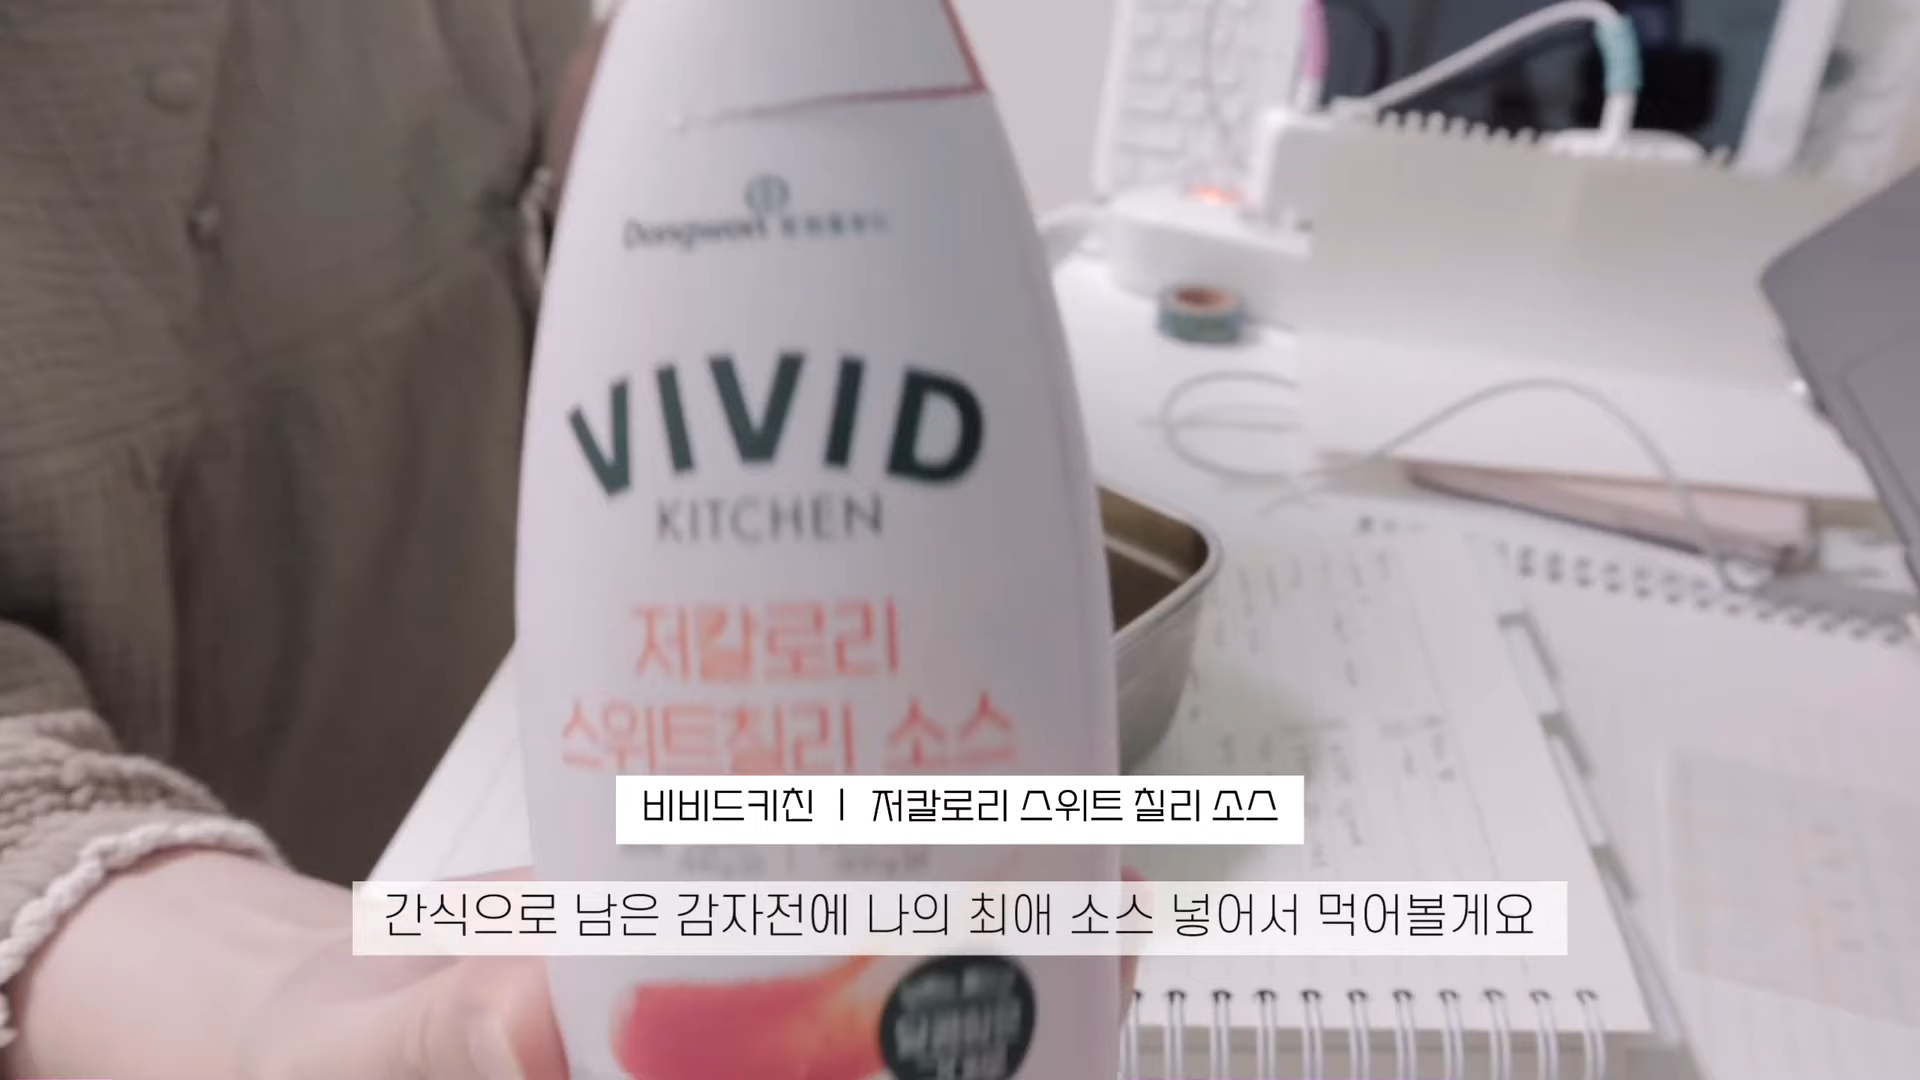 Dongwon
VIVID
KITCHEN
저칼로리
스위트칠리 소스
비비드키친 | 저칼로리 스위트 칠리 소스
간식으로 남은 감자전에 나의 최애 소스 넣어서 먹어볼게요